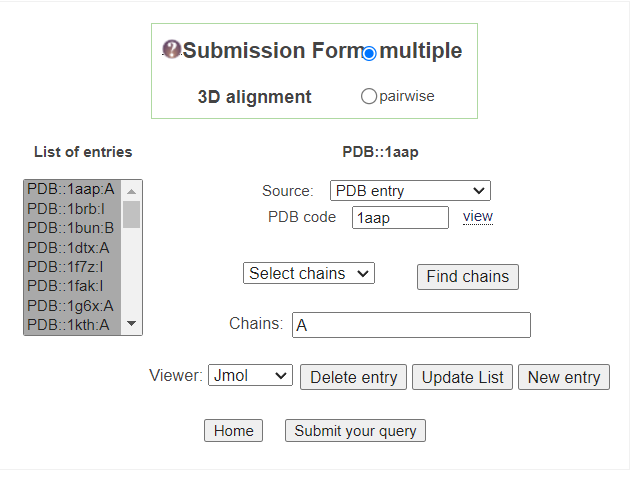 Submission Form multiple
3D alignment pairwise
List of entries
PDB::1aap
PDB::1aap:A
PDB::1brb:I
PDB::1bun:B
PDB::1dtx:A
PDB::1f7z:I
PDB::1fak:I
PDB::1g6x:A
PDB::1kth:A
Source: PDB entry
PDB code 1aap view
Select chains Find chains
Chains: A
Viewer: Jmol Delete entry Update List New entry
Home Submit your query